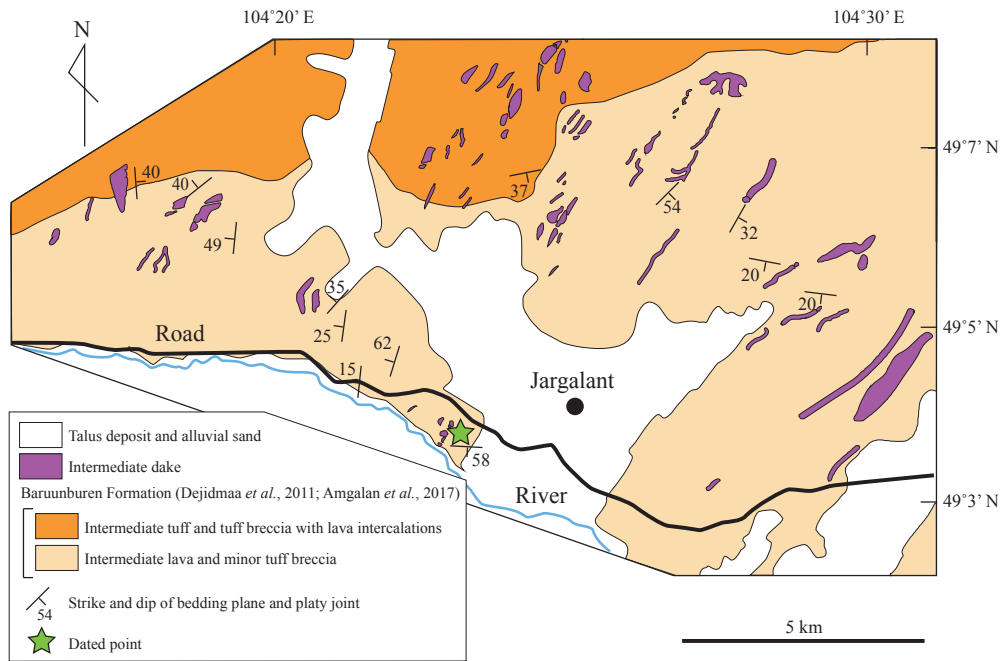 104˚20’ E
104˚30’ E
N
49˚7’ N
40
40
37
54
49
32
20
35
20
25
Road
49˚5’ N
62
15
Jargalant
58
River
49˚3’ N
Talus deposit and alluvial sand
Intermediate dake
Baruunburen Formation (Dejidmaa et al., 2011; Amgalan et al., 2017)
Intermediate tuff and tuff breccia with lava intercalations
Intermediate lava and minor tuff breccia
54
Strike and dip of bedding plane and platy joint
Dated point
5 km